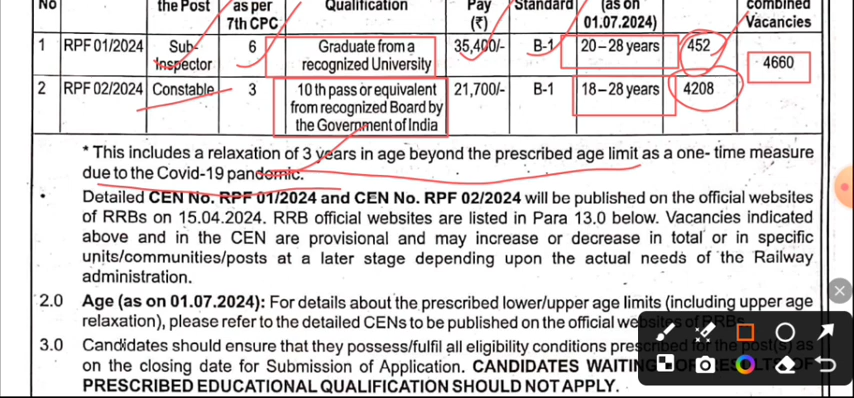 No the Post as per 7th CPC Qualification Pay (₹) Standard (as on 01.07.2024) combined Vacancies
1 RPF 01/2024 Sub-Inspector 6 Graduate from a recognized University 35,400/- B-1 20–28 years 452 4660
2 RPF 02/2024 Constable 3 10th pass or equivalent from recognized Board by the Government of India 21,700/- B-1 18–28 years 4208
* This includes a relaxation of 3 years in age beyond the prescribed age limit as a one- time measure
due to the Covid-19 pandemic.
• Detailed CEN No. RPF 01/2024 and CEN No. RPF 02/2024 will be published on the official websites
of RRBs on 15.04.2024. RRB official websites are listed in Para 13.0 below. Vacancies indicated
above and in the CEN are provisional and may increase or decrease in total or in specific
units/communities/posts at a later stage depending upon the actual needs of the Railway
administration.
2.0 Age (as on 01.07.2024): For details about the prescribed lower/upper age limits (including upper age
relaxation), please refer to the detailed CENs to be published on the official websites of RRBs
3.0 Candidates should ensure that they possess/fulfil all eligibility conditions prescribed for the post(s) as
on the closing date for Submission of Application. CANDIDATES WAITING FOR RESULTS OF
PRESCRIBED EDUCATIONAL QUALIFICATION SHOULD NOT APPLY.